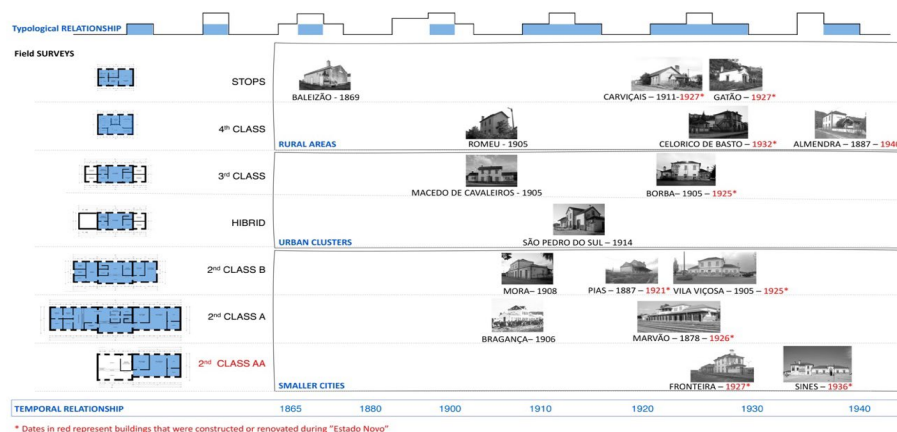 Typological RELATIONSHIP
Field SURVEYS
STOPS
BALEIZÃO - 1869
CARVIÇAIS – 1911-1927*
GATÃO – 1927*
4th CLASS
RURAL AREAS
ROMEU - 1905
CELORICO DE BASTO – 1932*
ALMENDRA – 1887 – 1940
3rd CLASS
MACEDO DE CAVALEIROS - 1905
BORBA – 1905 – 1925*
HIBRID
URBAN CLUSTERS
SÃO PEDRO DO SUL – 1914
2nd CLASS B
MORA– 1908
PIAS – 1887 – 1921*
VILA VIÇOSA – 1905 – 1925*
2nd CLASS A
BRAGANÇA– 1906
MARVÃO – 1878 – 1926*
2nd CLASS AA
SMALLER CITIES
FRONTEIRA – 1927*
SINES – 1936*
TEMPORAL RELATIONSHIP
1865 1880 1900 1910 1920 1930 1940
* Dates in red represent buildings that were constructed or renovated during "Estado Novo"